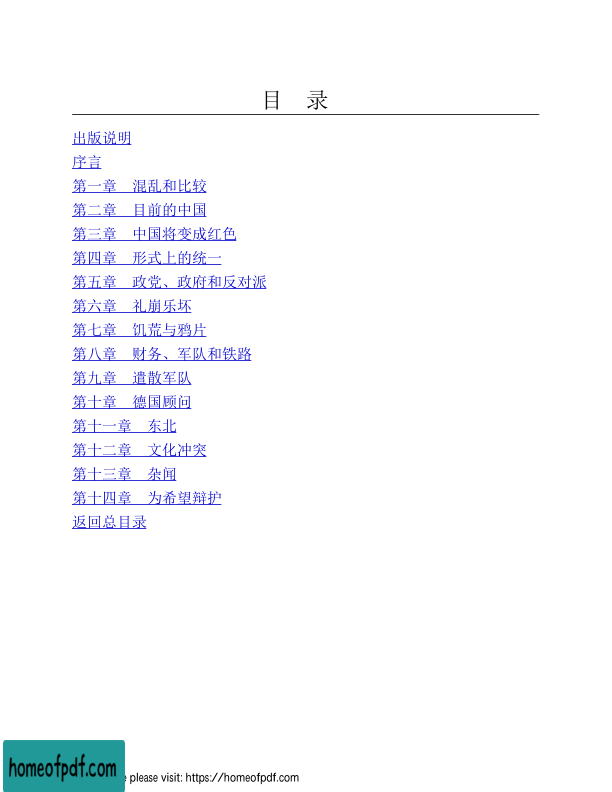 目 录
出版说明
序言
第一章 混乱和比较
第二章 目前的中国
第三章 中国将变成红色
第四章 形式上的统一
第五章 政党、政府和反对派
第六章 礼崩乐坏
第七章 饥荒与鸦片
第八章 财务、军队和铁路
第九章 遣散军队
第十章 德国顾问
第十一章 东北
第十二章 文化冲突
第十三章 杂闻
第十四章 为希望辩护
返回总目录
homeofpdf.com
please visit: https://homeofpdf.com